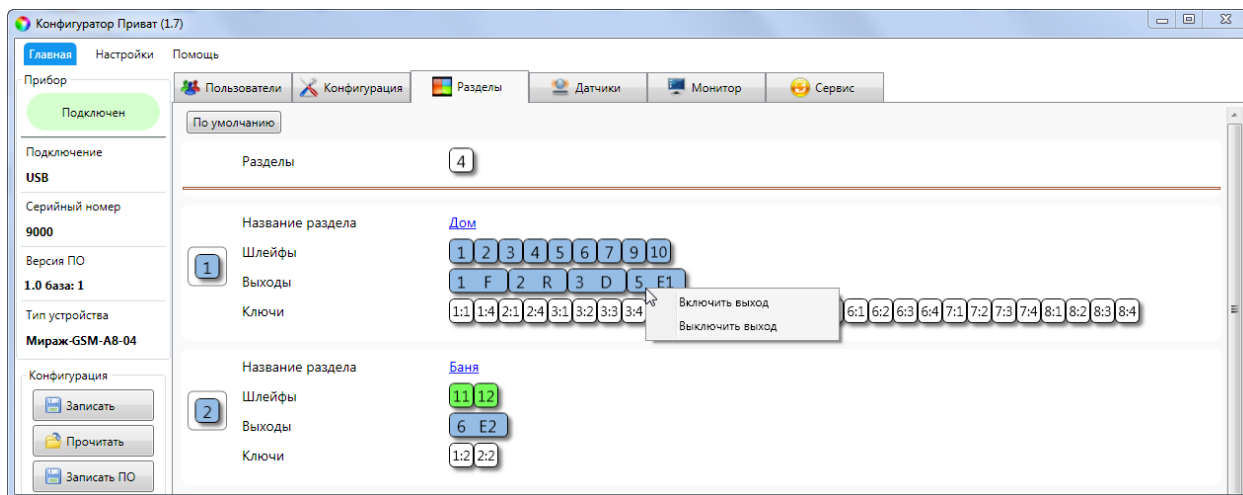 Конфигуратор Приват (1.7)
Главная Настройки Помощь
Прибор
Подключен
Подключение
USB
Серийный номер
9000
Версия ПО
1.0 база: 1
Тип устройства
Мираж-GSM-A8-04
Конфигурация
Записать
Прочитать
Записать ПО
Пользователи Конфигурация Разделы Датчики Монитор Сервис
По умолчанию
Разделы 4
1
Название раздела Дом
Шлейфы 1 2 3 4 5 6 7 9 10
Выходы 1 F 2 R 3 D 5 E1
Ключи 1:1 1:4 2:1 2:4 3:1 3:2 3:3 3:4 6:1 6:2 6:3 6:4 7:1 7:2 7:3 7:4 8:1 8:2 8:3 8:4
Включить выход
Выключить выход
2
Название раздела Баня
Шлейфы 11 12
Выходы 6 E2
Ключи 1:2 2:2